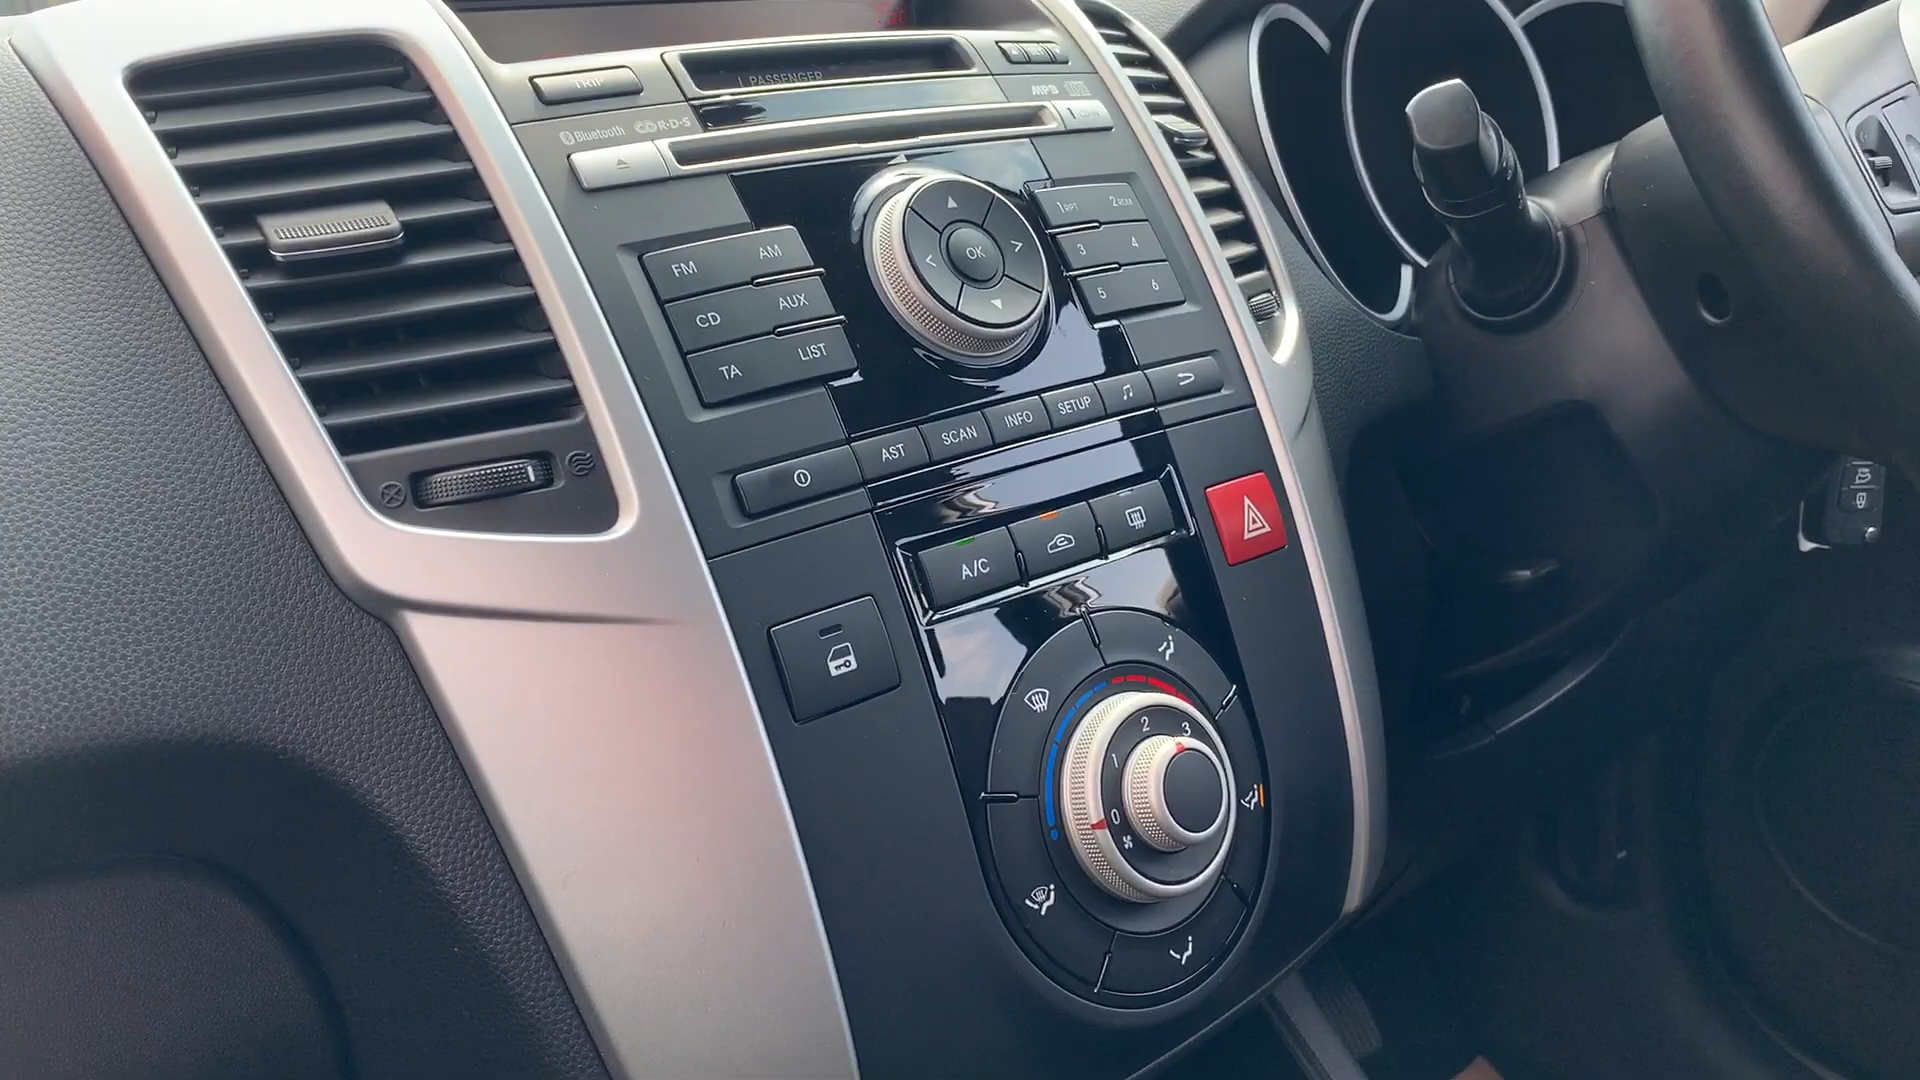 TRIP
PASSENGER
MP3
Bluetooth
R·D·S
FM AM
CD AUX
TA LIST
OK
1 RPT 2 RDM
3 4
5 6
AST SCAN INFO SETUP
A/C
0 1 2 3